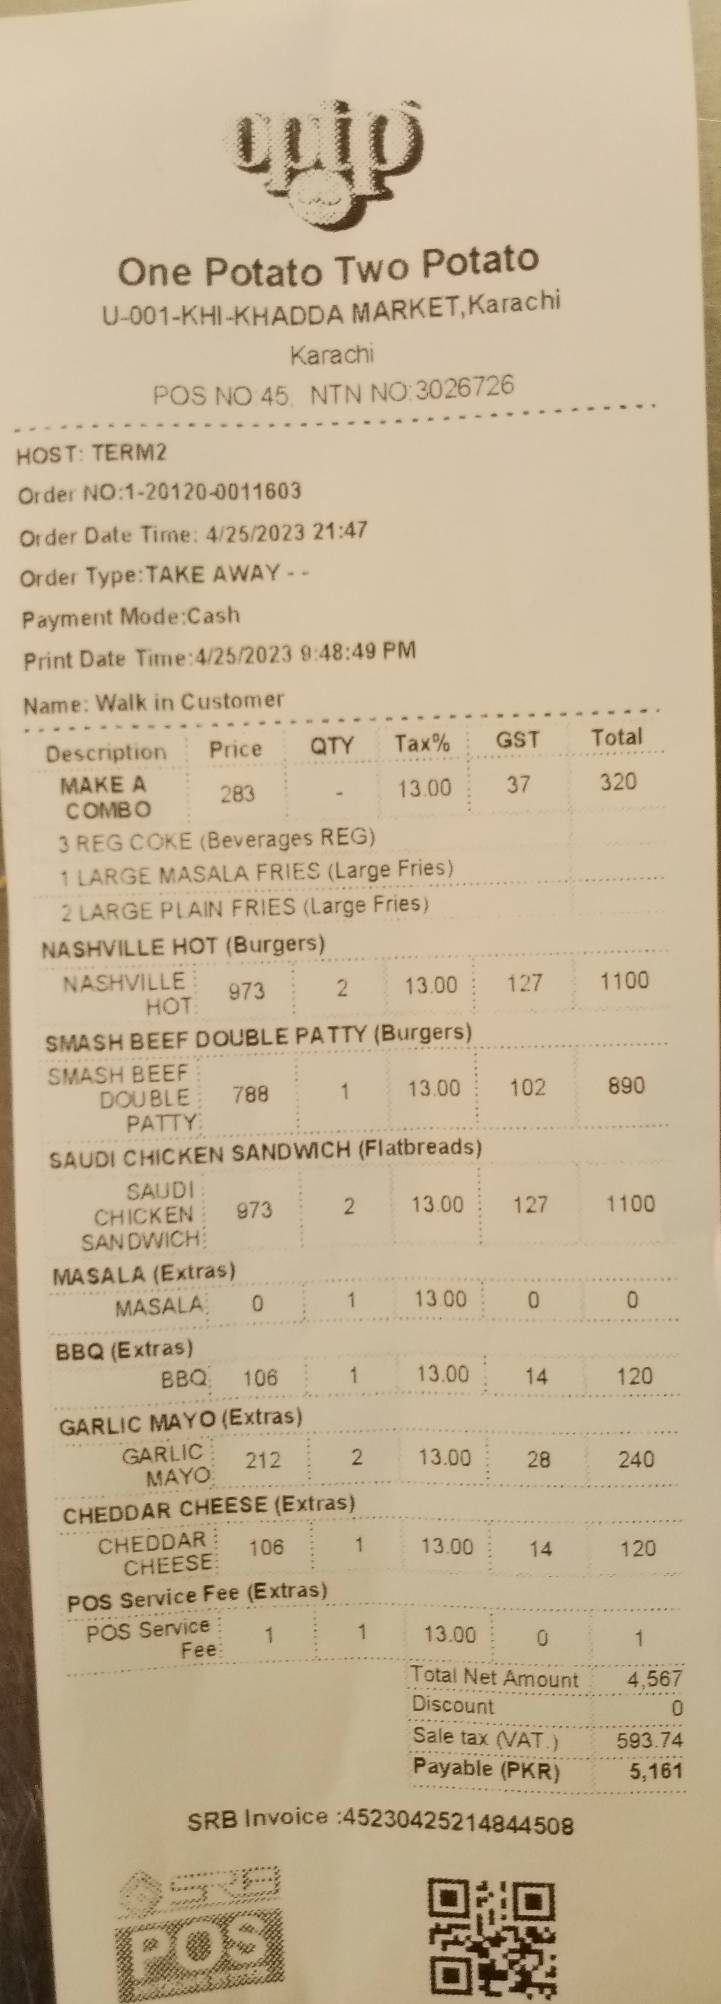 opip
One Potato Two Potato
U-001-KHI-KHADDA MARKET,Karachi
Karachi
POS NO:45, NTN NO:3026726
HOST: TERM2
Order NO:1-20120-0011603
Order Date Time: 4/25/2023 21:47
Order Type:TAKE AWAY - -
Payment Mode:Cash
Print Date Time:4/25/2023 9:48:49 PM
Name: Walk in Customer
Description Price QTY Tax% GST Total
MAKE A COMBO 283 - 13.00 37 320
3 REG COKE (Beverages REG)
1 LARGE MASALA FRIES (Large Fries)
2 LARGE PLAIN FRIES (Large Fries)
NASHVILLE HOT (Burgers)
NASHVILLE HOT 973 2 13.00 127 1100
SMASH BEEF DOUBLE PATTY (Burgers)
SMASH BEEF DOUBLE PATTY 788 1 13.00 102 890
SAUDI CHICKEN SANDWICH (Flatbreads)
SAUDI CHICKEN SANDWICH 973 2 13.00 127 1100
MASALA (Extras)
MASALA 0 1 13.00 0 0
BBQ (Extras)
BBQ 106 1 13.00 14 120
GARLIC MAYO (Extras)
GARLIC MAYO 212 2 13.00 28 240
CHEDDAR CHEESE (Extras)
CHEDDAR CHEESE 106 1 13.00 14 120
POS Service Fee (Extras)
POS Service Fee 1 1 13.00 0 1
Total Net Amount 4,567
Discount 0
Sale tax (VAT.) 593.74
Payable (PKR) 5,161
SRB Invoice :45230425214844508
SRB
POS